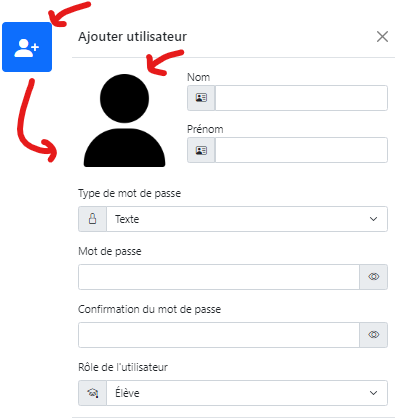 Ajouter utilisateur
Nom
Prénom
Type de mot de passe
Texte
Mot de passe
Confirmation du mot de passe
Rôle de l'utilisateur
Élève